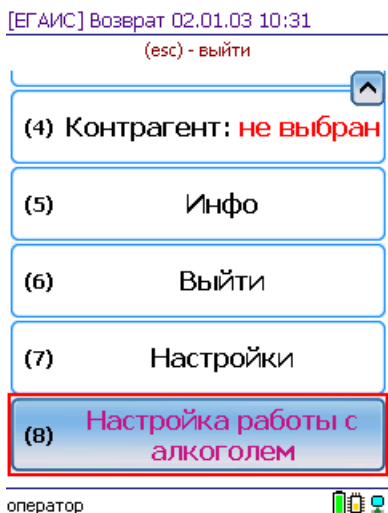 [ЕГАИС] Возврат 02.01.03 10:31
(esc) - выйти
(4) Контрагент: не выбран
(5) Инфо
(6) Выйти
(7) Настройки
(8) Настройка работы с
алкоголем
оператор